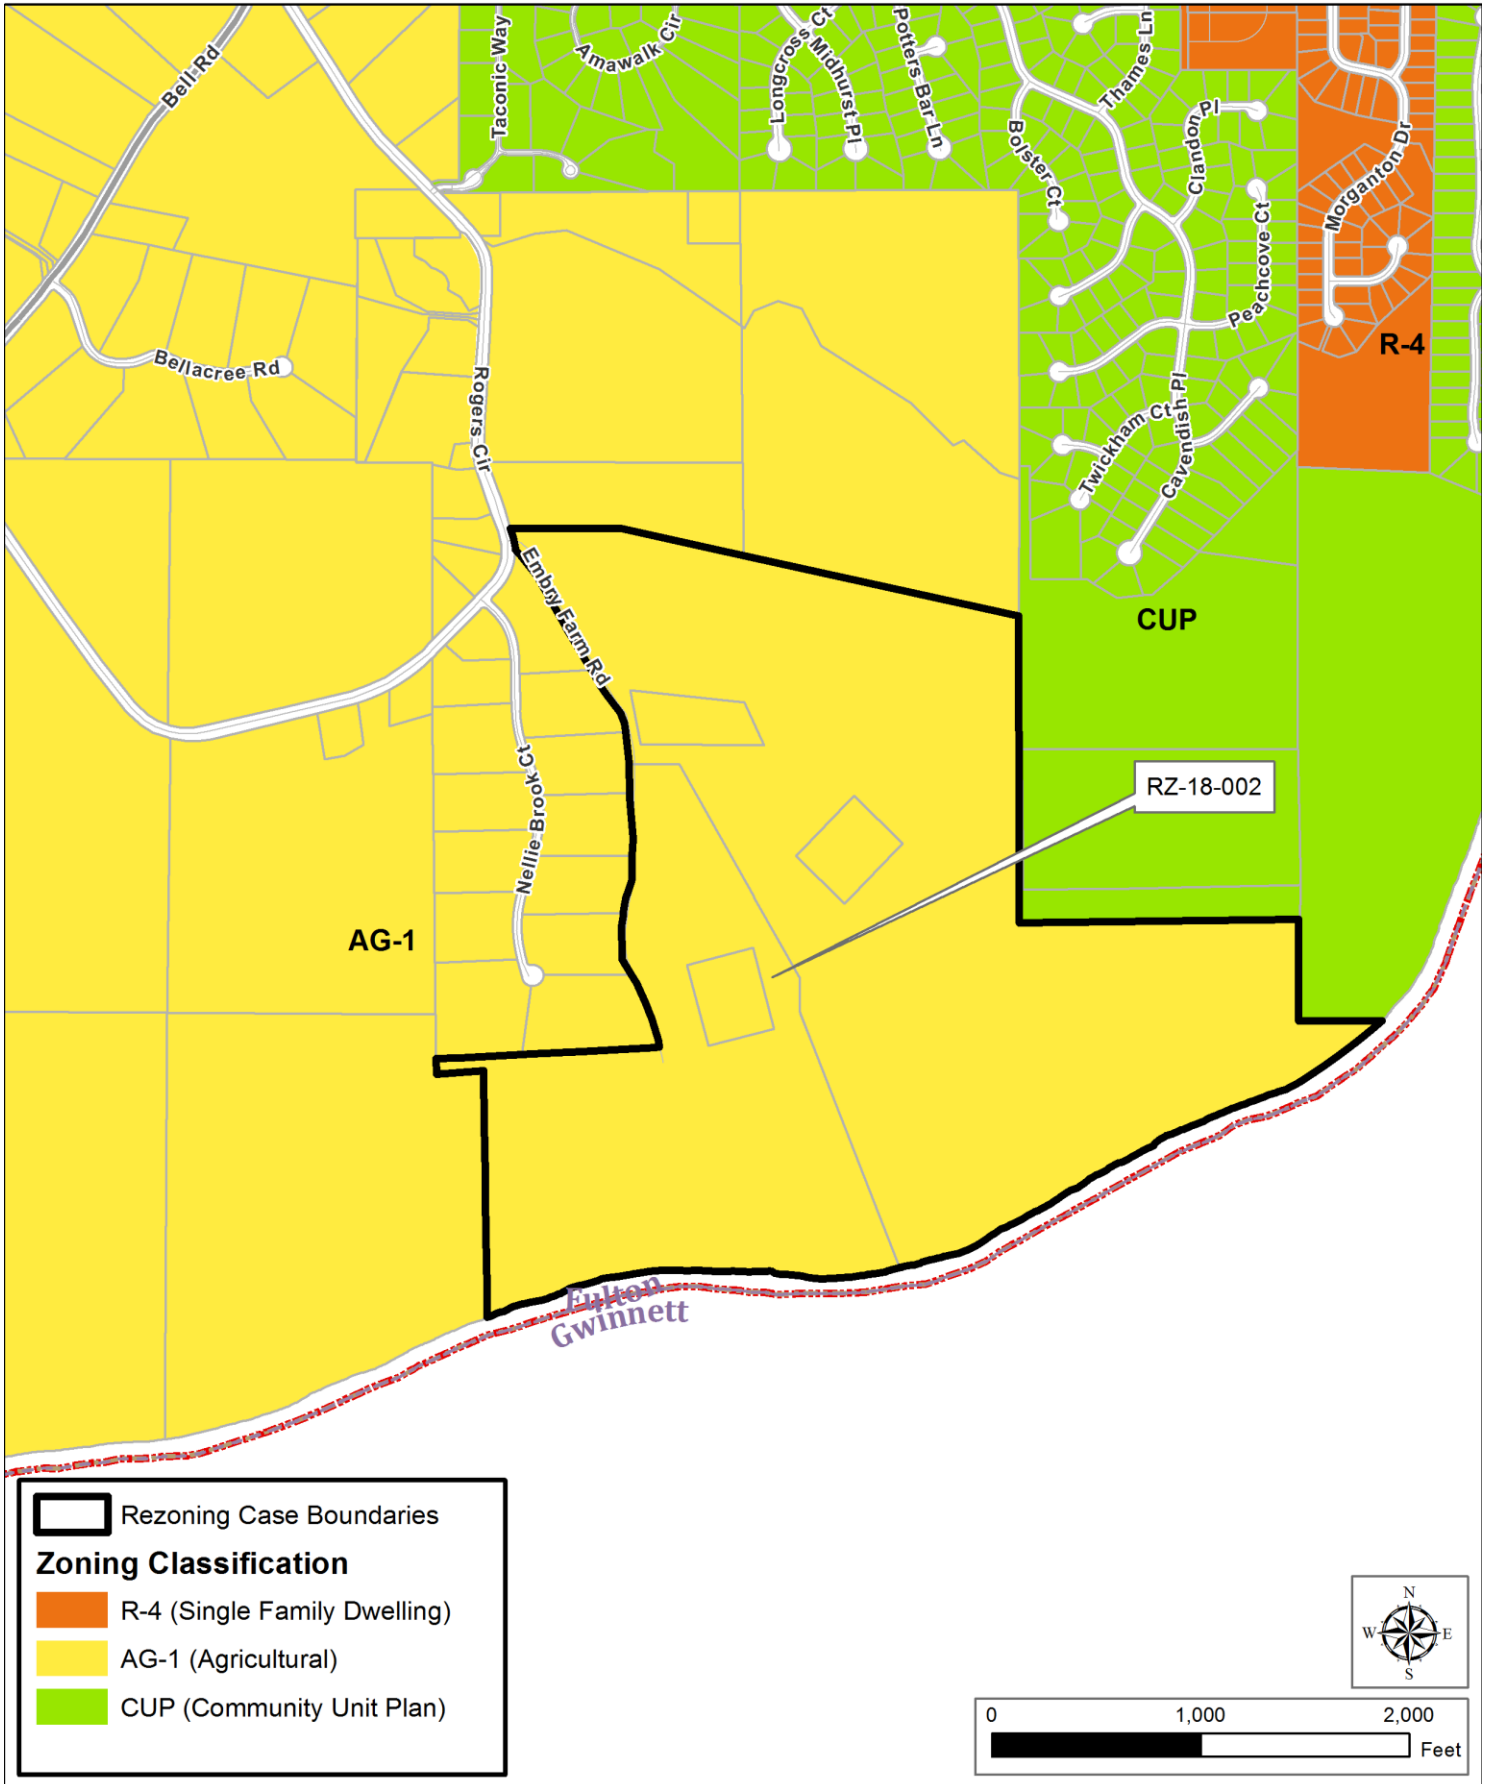 Bell Rd
Taconic Way
Amawalk Cir
Longcross Ct
Midhurst Pl
Potters Bar Ln
Thames Ln
Bolster Ct
Clandon Pl
Morganton Dr
Peachcove Ct
R-4
Bellacree Rd
Rogers Cir
Twickham Ct
Cavendish Pl
Embry Farm Rd
CUP
RZ-18-002
Nellie Brook Ct
AG-1
Fulton
Gwinnett
Rezoning Case Boundaries
Zoning Classification
R-4 (Single Family Dwelling)
AG-1 (Agricultural)
CUP (Community Unit Plan)
N
W E
S
0 1,000 2,000
Feet